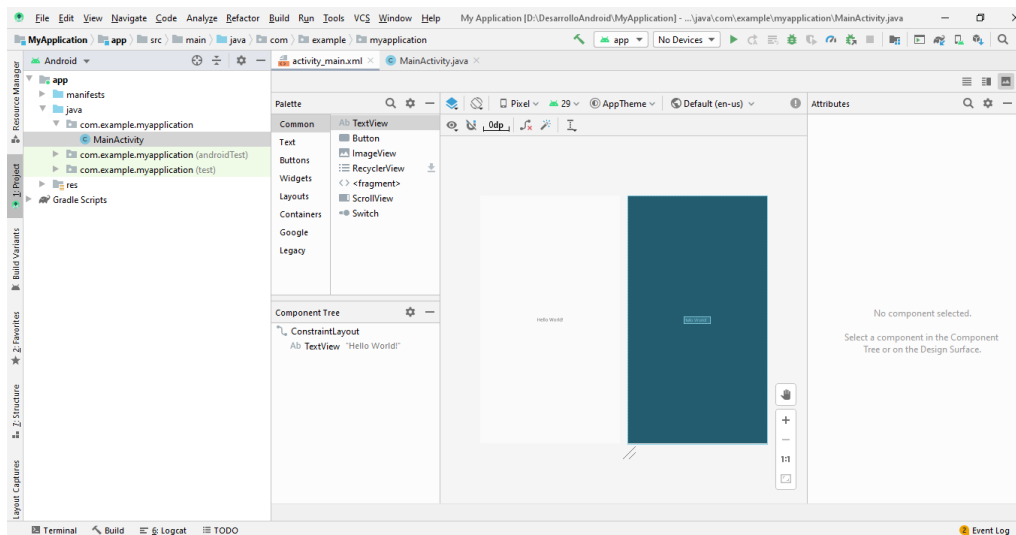 File Edit View Navigate Code Analyze Refactor Build Run Tools VCS Window Help My Application [D:\DesarrolloAndroid\MyApplication] - ...\java\com\example\myapplication\MainActivity.java
MyApplication app src main java com example myapplication app No Devices
Android
activity_main.xml MainActivity.java
app
manifests
java
com.example.myapplication
MainActivity
com.example.myapplication (androidTest)
com.example.myapplication (test)
res
Gradle Scripts
Resource Manager
1: Project
Build Variants
2: Favorites
Z: Structure
Layout Captures
Palette
Common
Text
Buttons
Widgets
Layouts
Containers
Google
Legacy
Ab TextView
Button
ImageView
RecyclerView
<fragment>
ScrollView
Switch
Component Tree
ConstraintLayout
Ab TextView "Hello World!"
Pixel 29 AppTheme Default (en-us)
0dp
Hello World!
Hello World!
1:1
Attributes
No component selected.
Select a component in the Component
Tree or on the Design Surface.
Terminal Build 6: Logcat TODO
2 Event Log